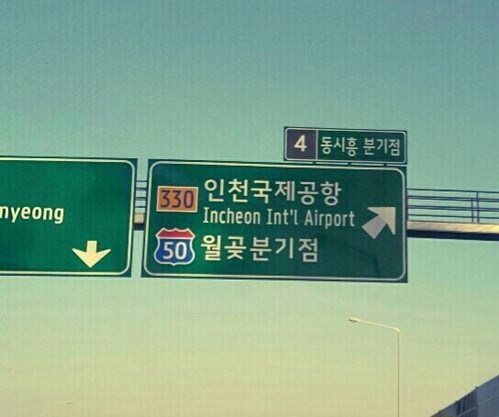 4 동시흥 분기점
330 인천국제공항
Incheon Int'l Airport
50 월곶분기점